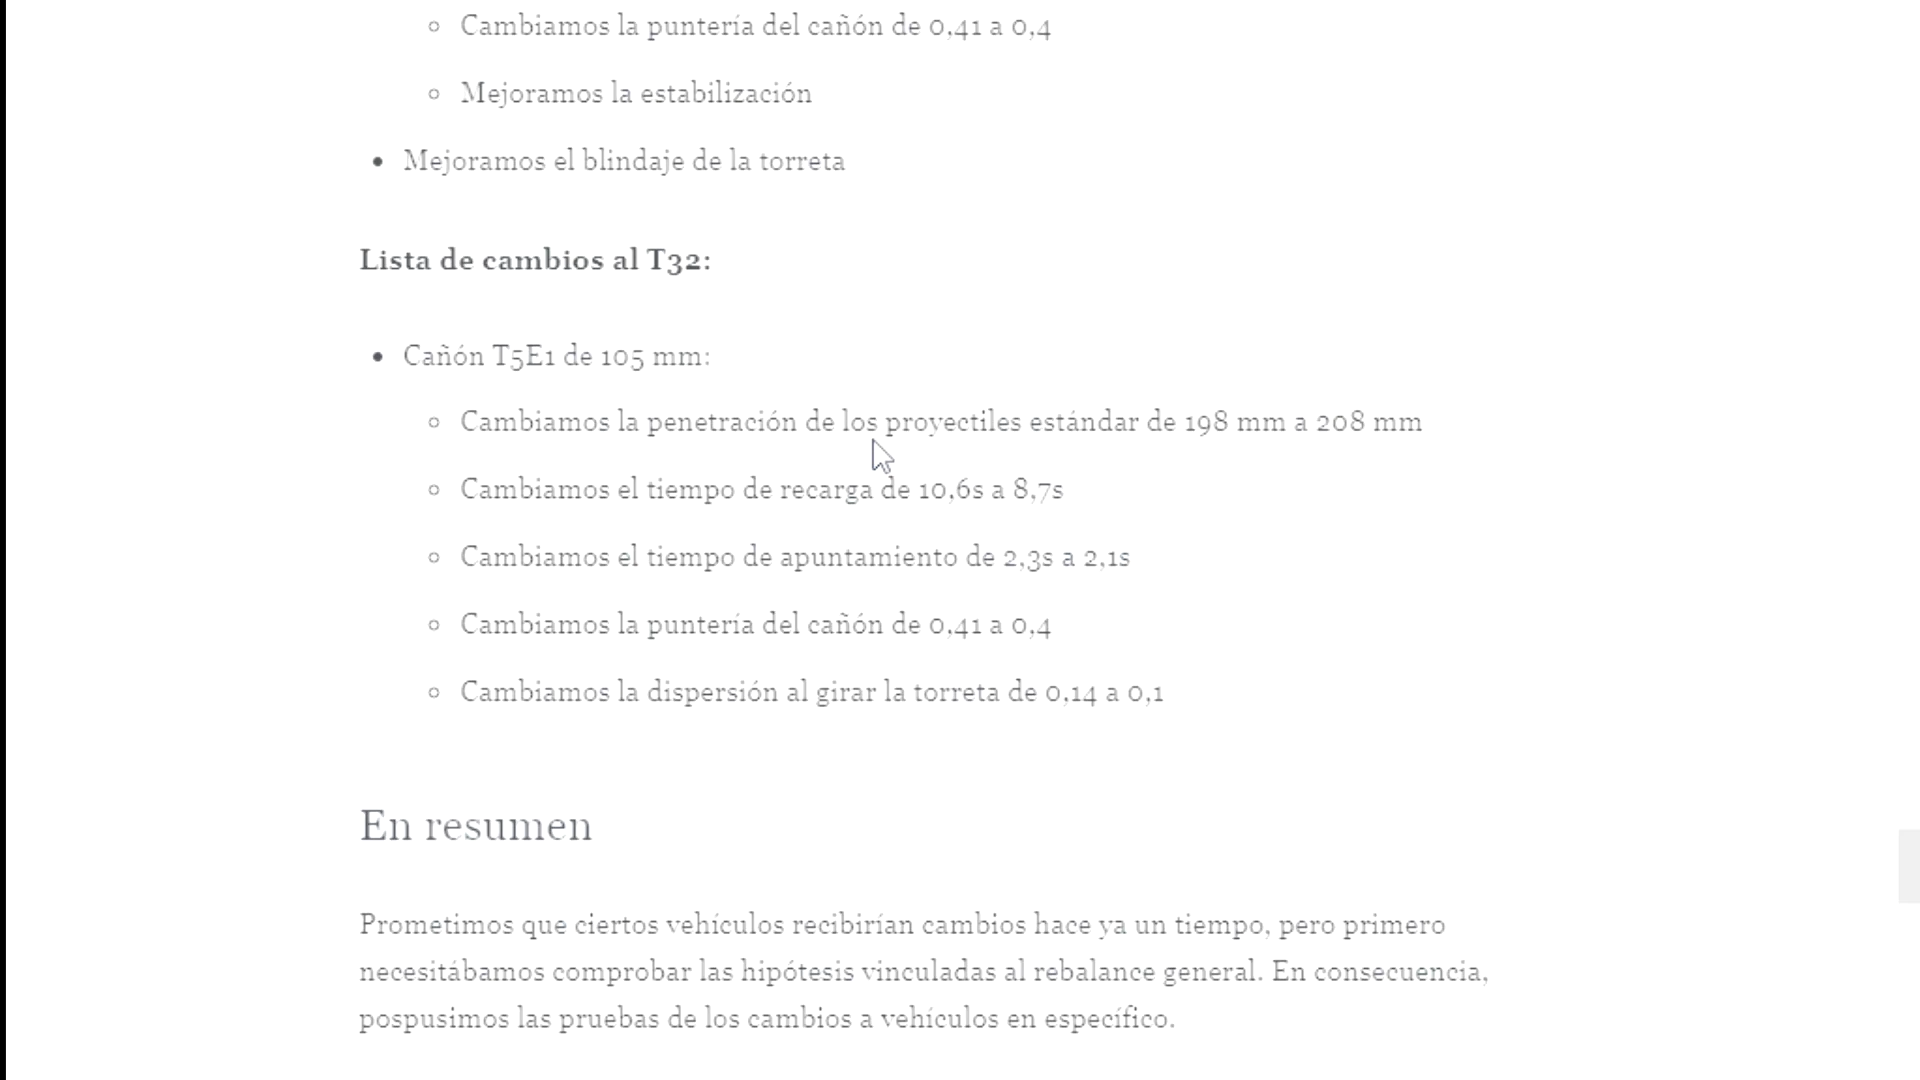 Cambiamos la puntería del cañón de 0,41 a 0,4
Mejoramos la estabilización
Mejoramos el blindaje de la torreta
Lista de cambios al T32:
Cañón T5E1 de 105 mm:
Cambiamos la penetración de los proyectiles estándar de 198 mm a 208 mm
Cambiamos el tiempo de recarga de 10,6s a 8,7s
Cambiamos el tiempo de apuntamiento de 2,3s a 2,1s
Cambiamos la puntería del cañón de 0,41 a 0,4
Cambiamos la dispersión al girar la torreta de 0,14 a 0,1
En resumen
Prometimos que ciertos vehículos recibirían cambios hace ya un tiempo, pero primero
necesitábamos comprobar las hipótesis vinculadas al rebalance general. En consecuencia,
pospusimos las pruebas de los cambios a vehículos en específico.